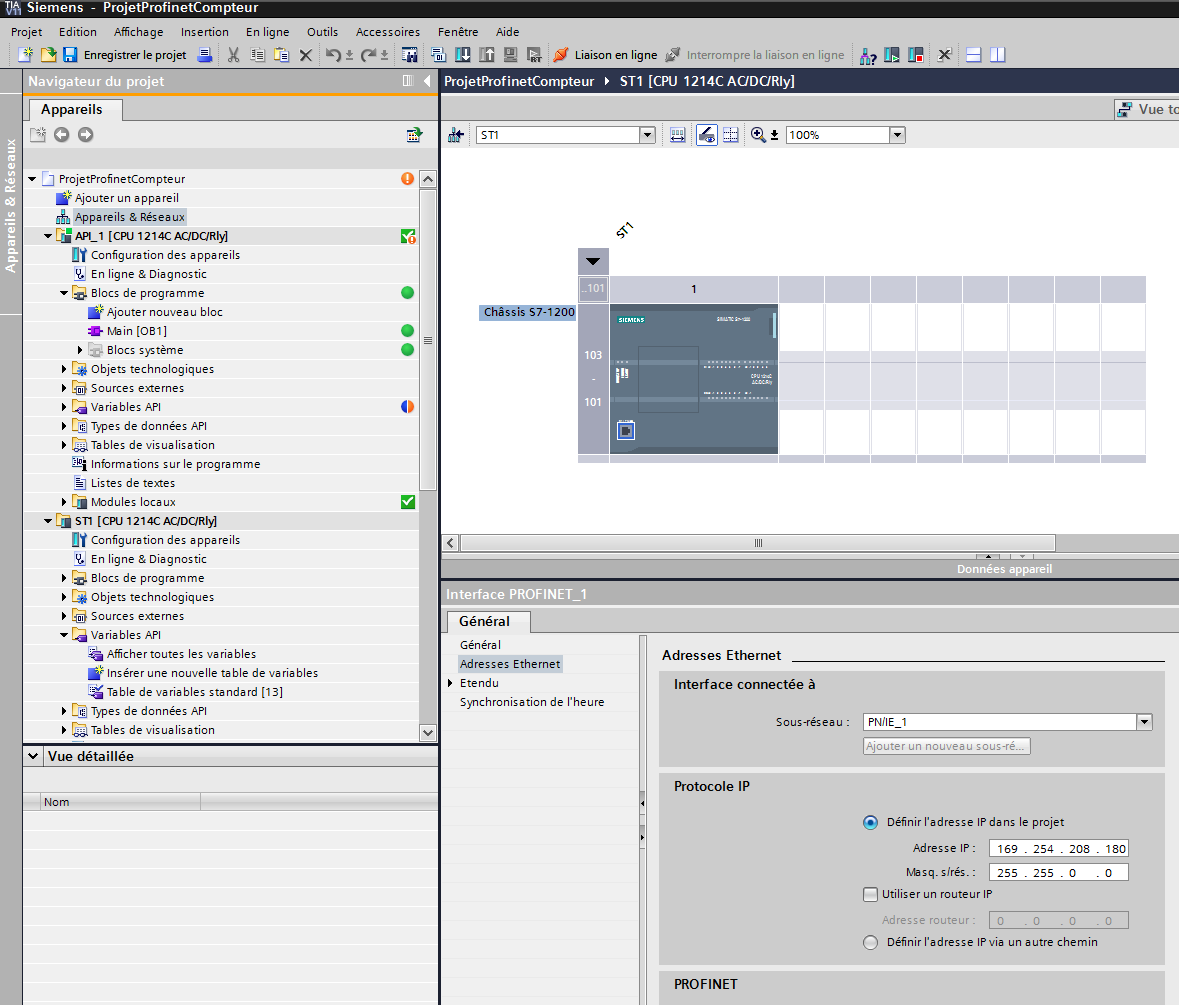 TIA V11 Siemens - ProjetProfinetCompteur
Projet Edition Affichage Insertion En ligne Outils Accessoires Fenêtre Aide
Enregistrer le projet Liaison en ligne Interrompre la liaison en ligne
Navigateur du projet
ProjetProfinetCompteur ST1 [CPU 1214C AC/DC/Rly]
Appareils
Vue to
Appareils & Réseaux
ST1 100%
ProjetProfinetCompteur
Ajouter un appareil
Appareils & Réseaux
API_1 [CPU 1214C AC/DC/Rly]
Configuration des appareils
En ligne & Diagnostic
Blocs de programme
Ajouter nouveau bloc
Main [OB1]
Blocs système
Objets technologiques
Sources externes
Variables API
Types de données API
Tables de visualisation
Informations sur le programme
Listes de textes
Modules locaux
ST1 [CPU 1214C AC/DC/Rly]
Configuration des appareils
En ligne & Diagnostic
Blocs de programme
Objets technologiques
Sources externes
Variables API
Afficher toutes les variables
Insérer une nouvelle table de variables
Table de variables standard [13]
Types de données API
Tables de visualisation
Vue détaillée
Nom
ST1
...101 1
Châssis S7-1200
SIEMENS SIMATIC S7-1200
103
-
101
CPU 1214C
AC/DC/Rly
Données appareil
Interface PROFINET_1
Général
Général
Adresses Ethernet
Etendu
Synchronisation de l'heure
Adresses Ethernet
Interface connectée à
Sous-réseau : PN/IE_1
Ajouter un nouveau sous-ré...
Protocole IP
Définir l'adresse IP dans le projet
Adresse IP : 169 . 254 . 208 . 180
Masq. s/rés. : 255 . 255 . 0 . 0
Utiliser un routeur IP
Adresse routeur : 0 . 0 . 0 . 0
Définir l'adresse IP via un autre chemin
PROFINET